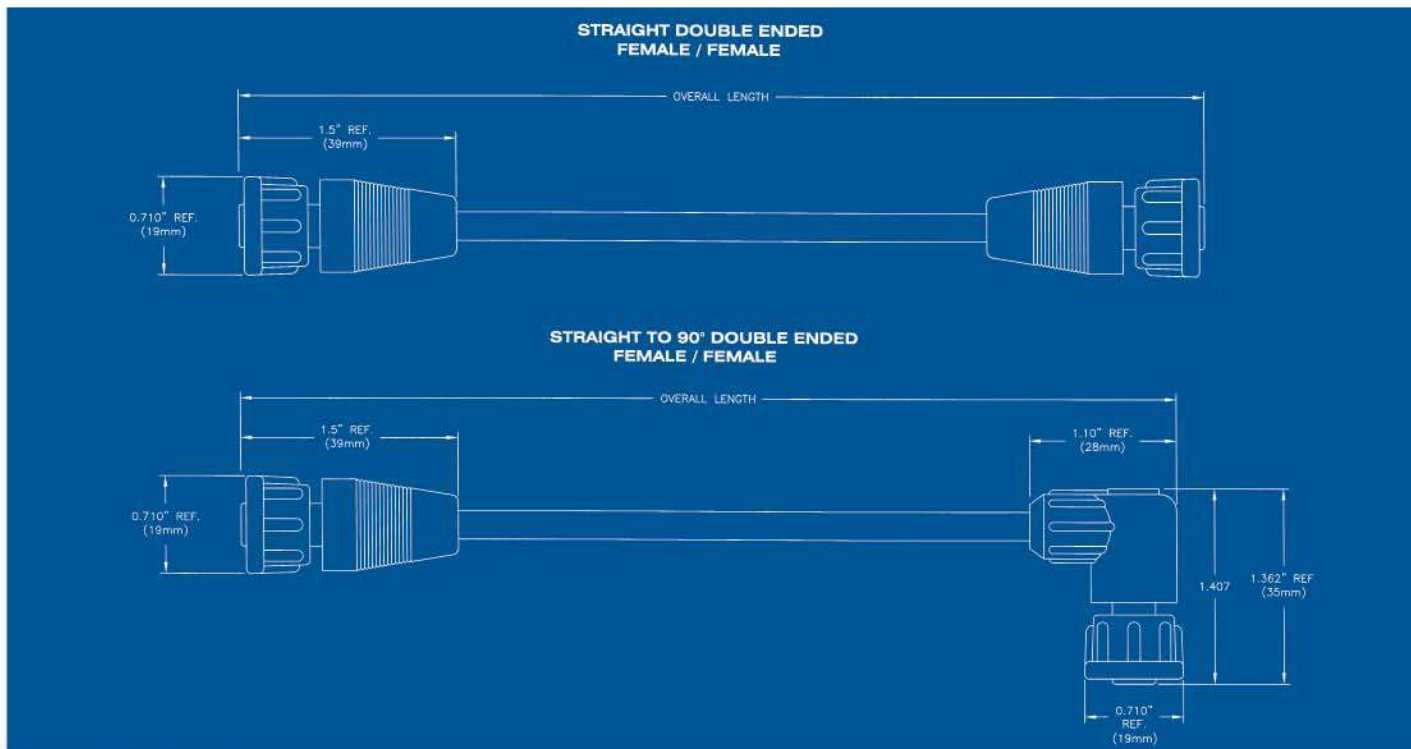 STRAIGHT DOUBLE ENDED
FEMALE / FEMALE
OVERALL LENGTH
1.5" REF.
(39mm)
0.710" REF.
(19mm)
STRAIGHT TO 90° DOUBLE ENDED
FEMALE / FEMALE
OVERALL LENGTH
1.5" REF.
(39mm)
1.10" REF.
(28mm)
0.710" REF.
(19mm)
1.407
1.362" REF
(35mm)
0.710"
REF.
(19mm)